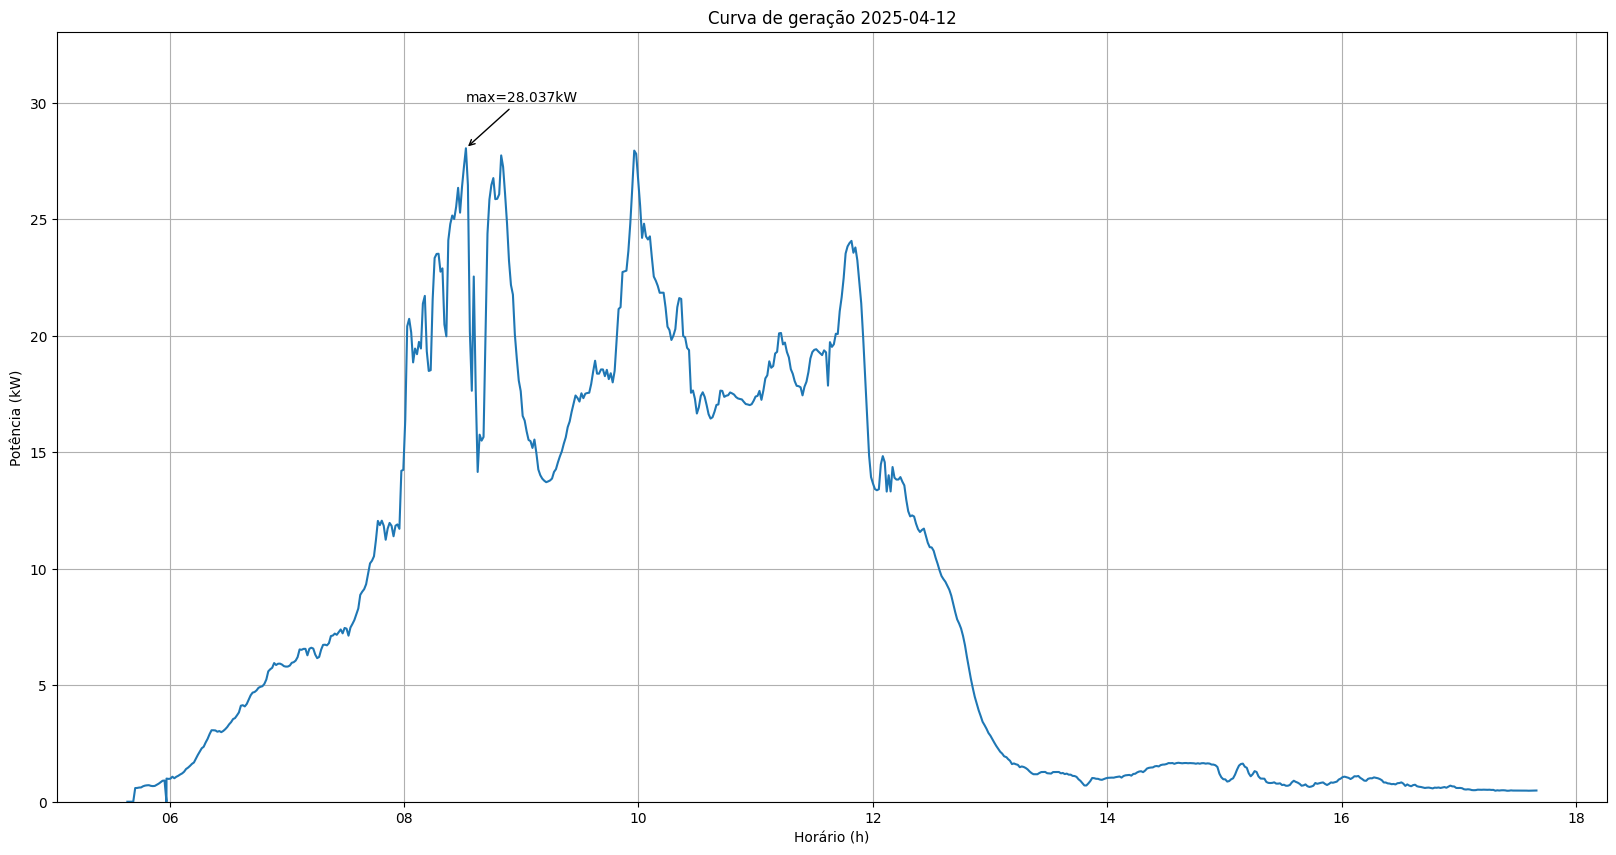 Curva de geração 2025-04-12
max=28.037kW
30
25
20
15
10
5
0
Potência (kW)
06 08 10 12 14 16 18
Horário (h)